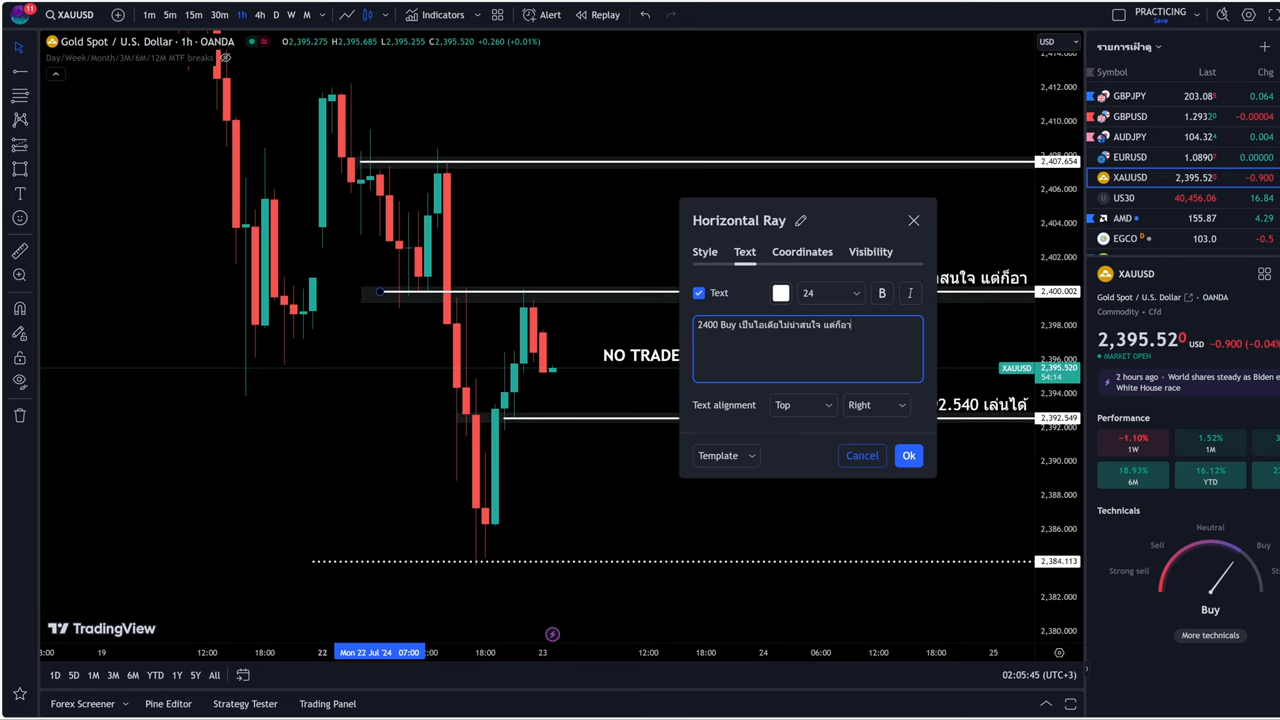 11
XAUUSD
1m 5m 15m 30m 1h 4h D W M
Indicators
Alert
Replay
PRACTICING
Save
Gold Spot / U.S. Dollar · 1h · OANDA
O2,395.275 H2,395.685 L2,395.255 C2,395.520 +0.260 (+0.01%)
Day/Week/Month/3M/6M/12M MTF breaks
USD
2,414.000
2,412.000
2,410.000
2,408.000
2,407.654
2,406.000
2,404.000
2,402.000
2,400.002
2,398.000
2,396.000
XAUUSD 2,395.520
54:14
2,394.000
2,392.549
2,392.000
2,390.000
2,388.000
2,386.000
2,384.113
2,382.000
2,380.000
สนใจ แต่ก็อา
NO TRADE
92.540 เล่นได้
Horizontal Ray
Style Text Coordinates Visibility
Text
24
B I
2400 Buy เป็นไอเดียไม่น่าสนใจ แต่ก็อา
Text alignment Top Right
Template Cancel Ok
TradingView
19 12:00 18:00 22 Mon 22 Jul '24 07:00 18:00 23 12:00 18:00 24 06:00 12:00 18:00 25
1D 5D 1M 3M 6M YTD 1Y 5Y All
02:05:45 (UTC+3)
Forex Screener Pine Editor Strategy Tester Trading Panel
รายการเฝ้าดู
Symbol Last Chg
GBPJPY 203.08 0.064
GBPUSD 1.2932 −0.00004
AUDJPY 104.32 0.004
EURUSD 1.0890 0.00000
XAUUSD 2,395.52 −0.900
US30 40,456.06 16.84
AMD 155.87 4.29
EGCO D 103.0 −0.5
XAUUSD
Gold Spot / U.S. Dollar · OANDA
Commodity · Cfd
2,395.520 USD −0.900 (−0.04%
MARKET OPEN
2 hours ago · World shares steady as Biden e
White House race
Performance
−1.10%
1W
1.52%
1M
18.93%
6M
16.12%
YTD
Technicals
Neutral
Sell
Buy
Strong sell
Buy
More technicals